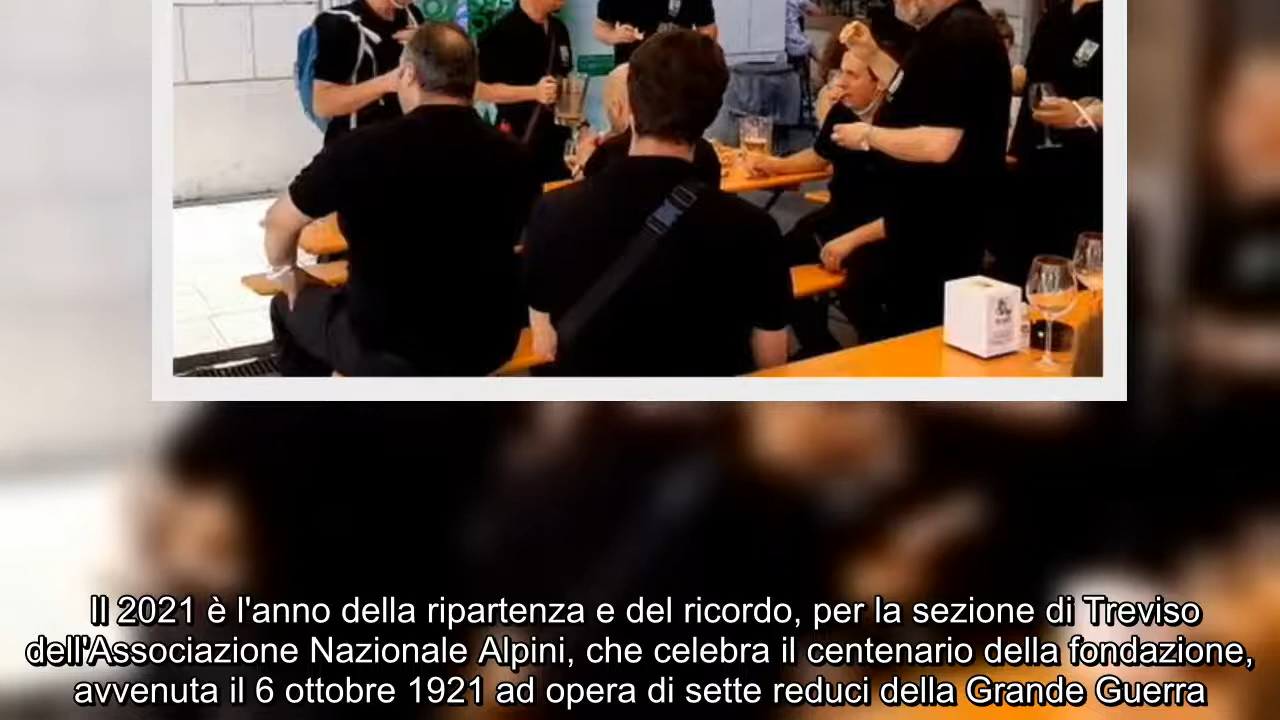 Il 2021 è l'anno della ripartenza e del ricordo, per la sezione di Treviso
dell'Associazione Nazionale Alpini, che celebra il centenario della fondazione,
avvenuta il 6 ottobre 1921 ad opera di sette reduci della Grande Guerra